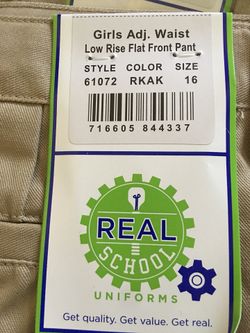 Girls Adj. Waist
Low Rise Flat Front Pant
STYLE COLOR SIZE
61072 RKAK 16
716605 844337
REAL
SCHOOL
UNIFORMS
Get quality. Get value. Get real.